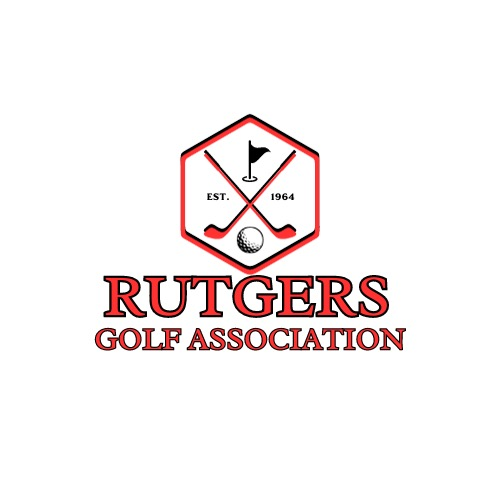 EST. 1964
RUTGERS
GOLF ASSOCIATION